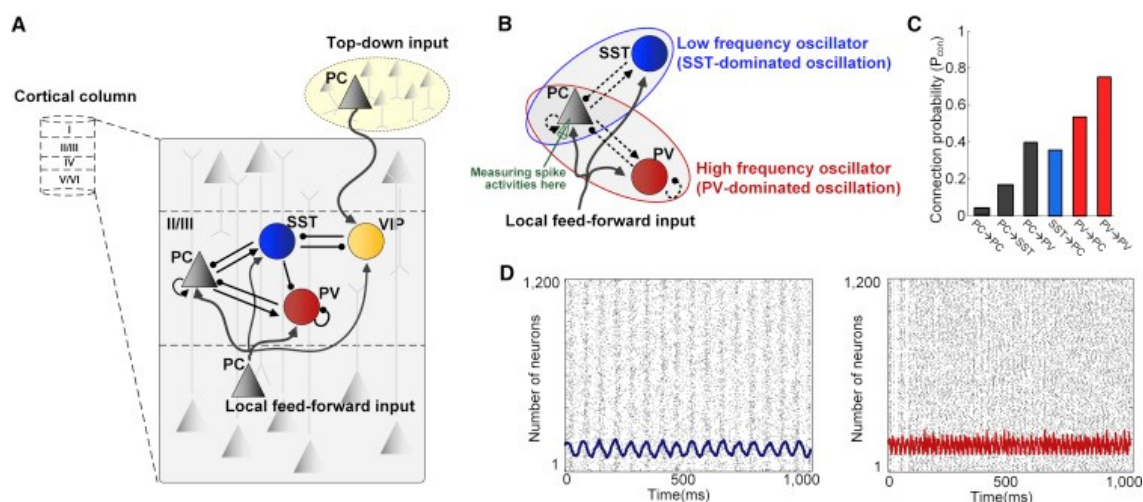 A
Top-down input
PC
Cortical column
I
II/III
IV
V/VI
II/III
SST
VIP
PC
PV
PC
Local feed-forward input
B
SST
Low frequency oscillator
(SST-dominated oscillation)
PC
PV
Measuring spike
activities here
High frequency oscillator
(PV-dominated oscillation)
Local feed-forward input
C
Connection probability (Pcon)
1
0.8
0.6
0.4
0.2
0
PC→PC
PC→SST
PC→PV
SST→PC
PV→PC
PV→PV
D
Number of neurons
1,200
1
0
500
1,000
Time(ms)
Number of neurons
1,200
1
0
500
1,000
Time(ms)